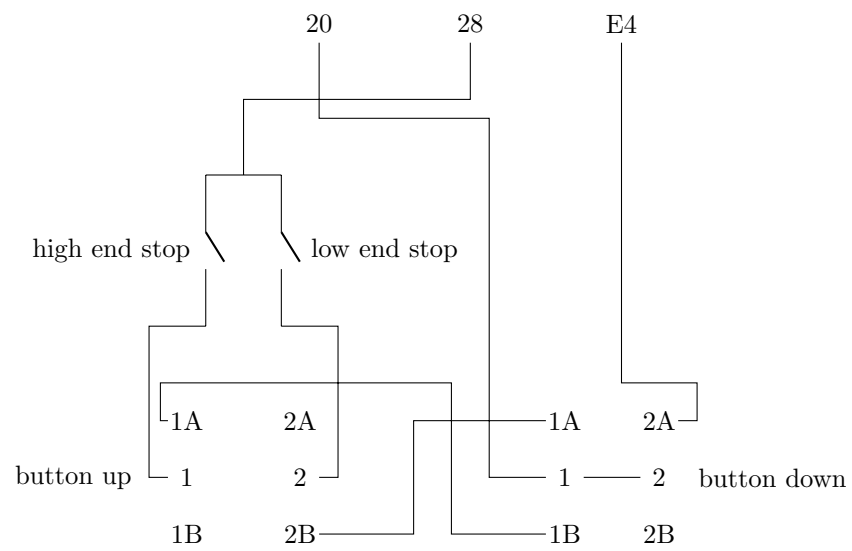 20 28 E4
high end stop low end stop
1A 2A 1A 2A
button up 1 2 1 2 button down
1B 2B 1B 2B